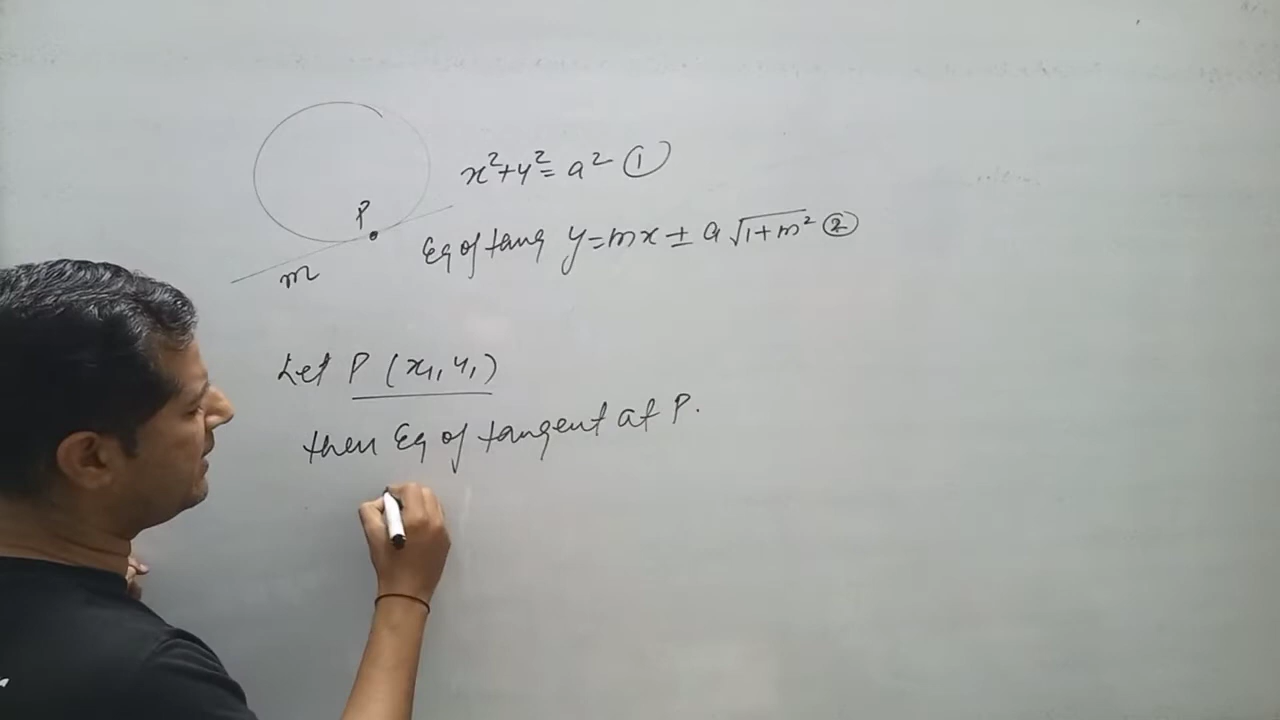 x²+y²=a² ①
P
Eq of tang y=mx ± a √1+m² ②
m
Let P (x₁, y₁)
then Eq of tangent at P.